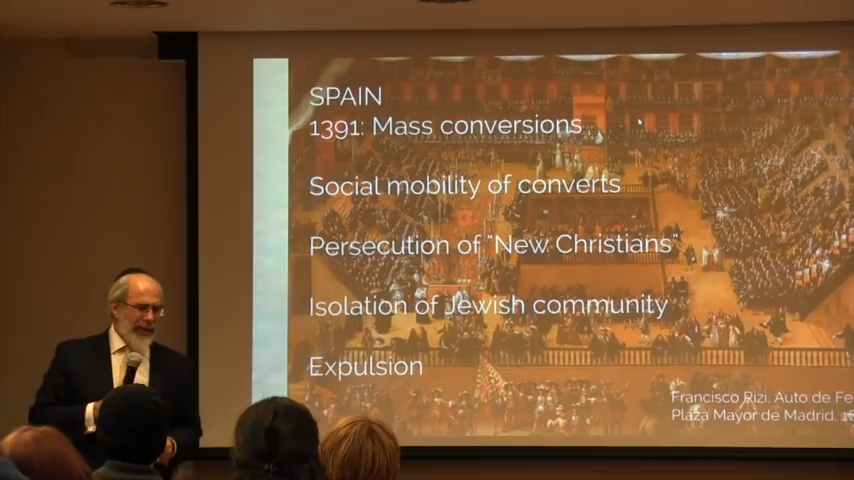 SPAIN
1391: Mass conversions
Social mobility of converts
Persecution of "New Christians"
Isolation of Jewish community
Expulsion
Francisco Rizi, Auto de Fe
Plaza Mayor de Madrid,